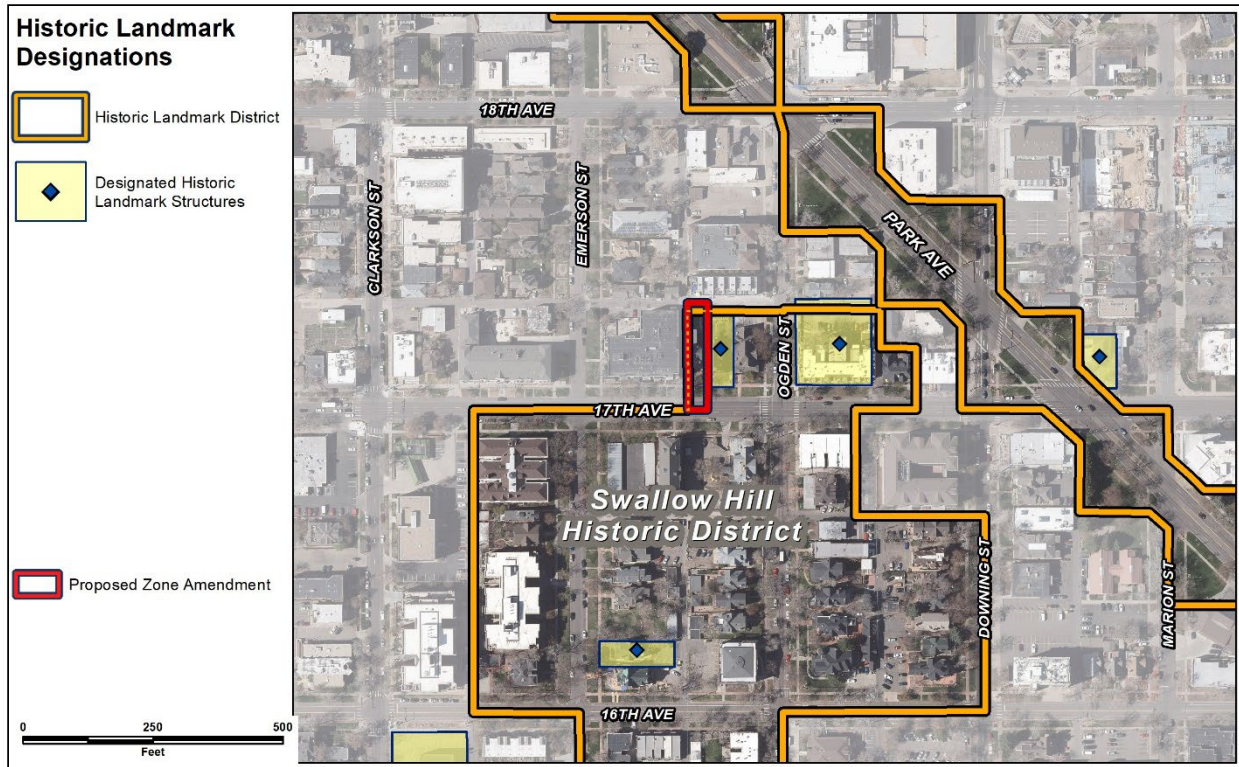 Historic Landmark
Designations
Historic Landmark District
Designated Historic
Landmark Structures
Proposed Zone Amendment
0 250 500
Feet
18TH AVE
CLARKSON ST
EMERSON ST
PARK AVE
OGDEN ST
17TH AVE
Swallow Hill
Historic District
DOWNING ST
MARION ST
16TH AVE